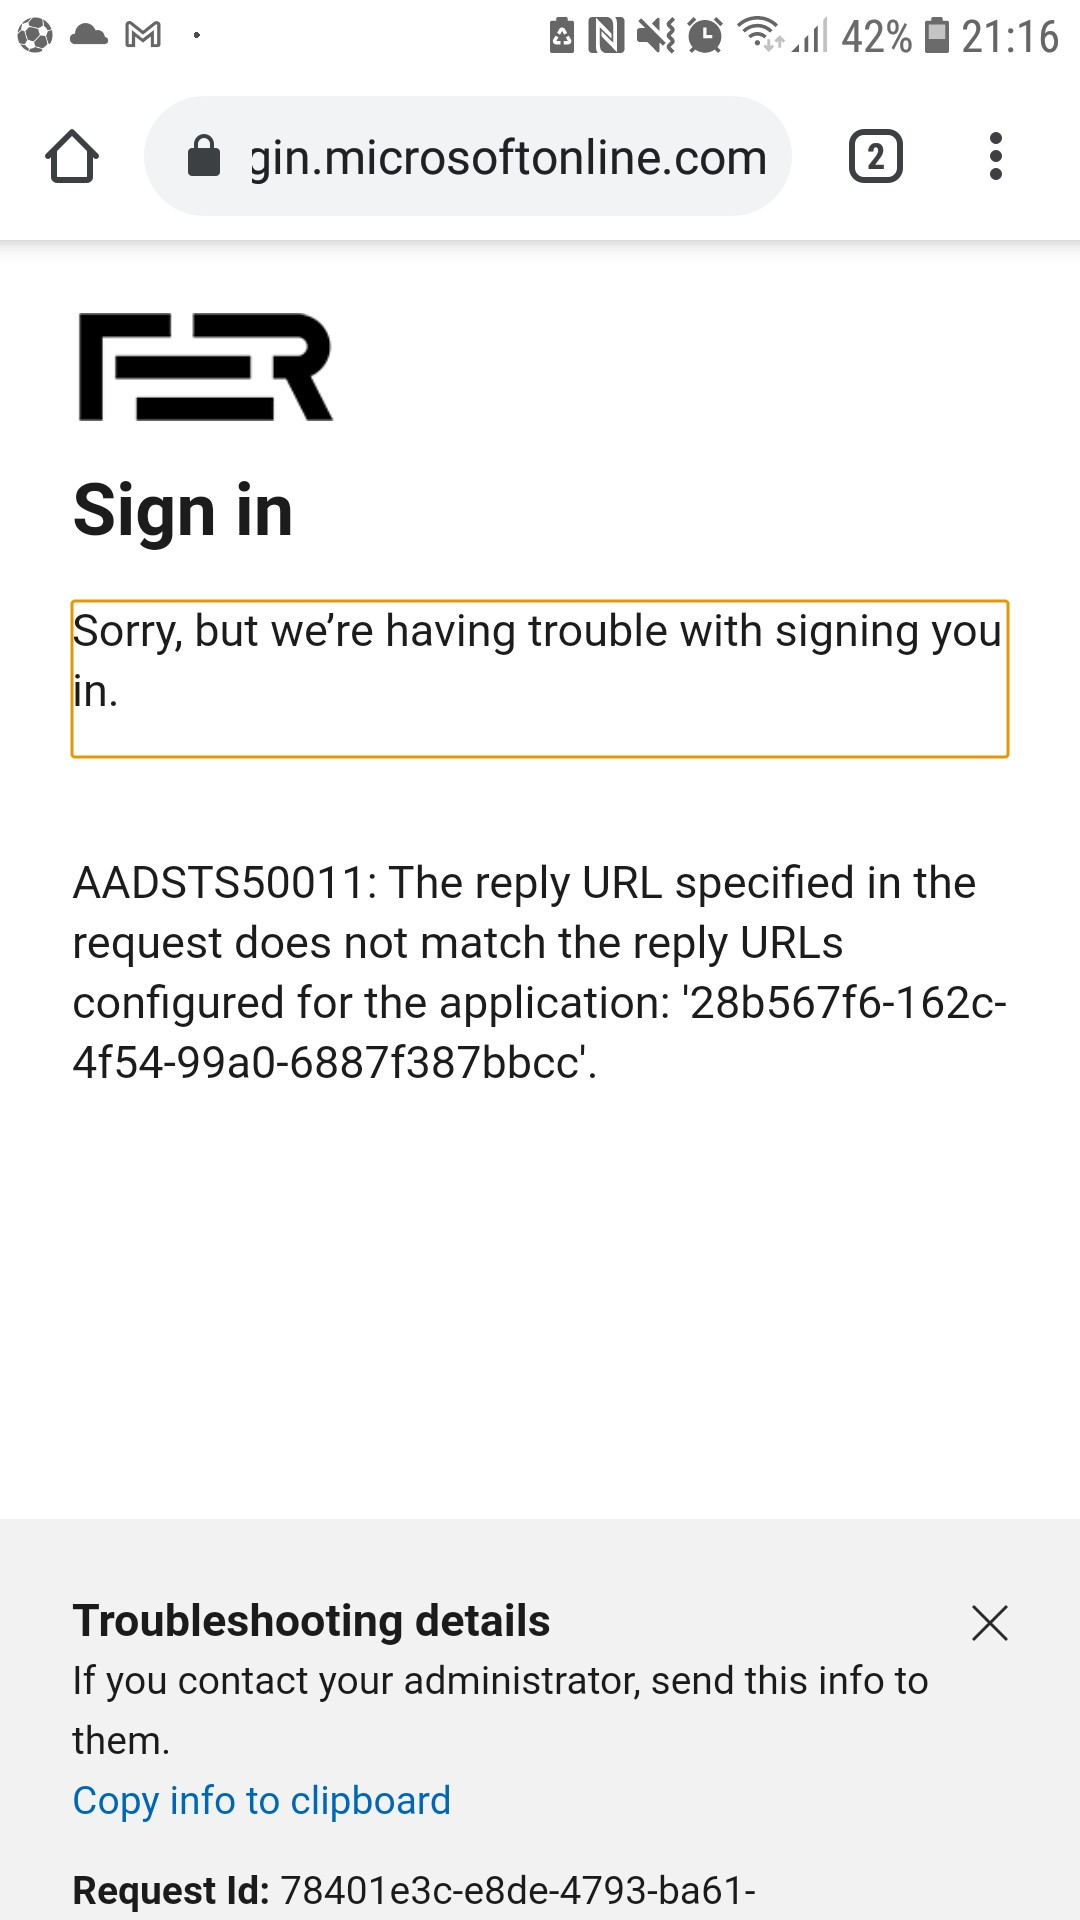 42% 21:16
gin.microsoftonline.com
2
FER
Sign in
Sorry, but we’re having trouble with signing you
in.
AADSTS50011: The reply URL specified in the
request does not match the reply URLs
configured for the application: '28b567f6-162c-
4f54-99a0-6887f387bbcc'.
Troubleshooting details
If you contact your administrator, send this info to
them.
Copy info to clipboard
Request Id: 78401e3c-e8de-4793-ba61-